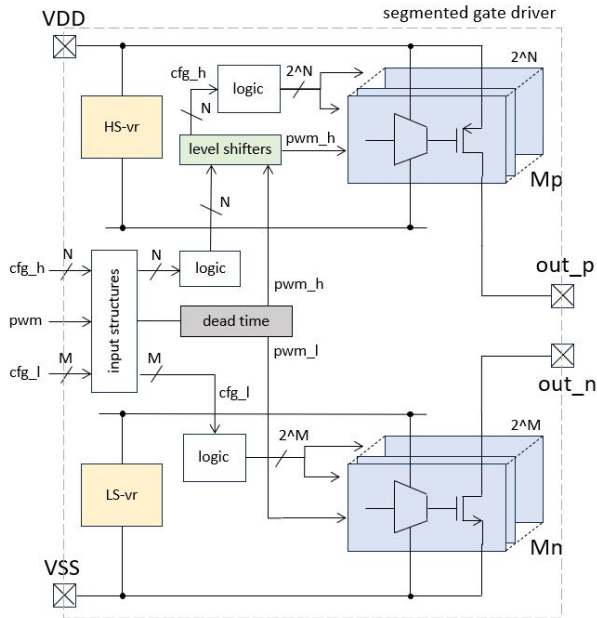 segmented gate driver
VDD
cfg_h
logic
2^N
2^N
N
HS-vr
level shifters
pwm_h
Mp
N
cfg_h
N
N
logic
out_p
input structures
pwm_h
pwm
dead time
pwm_l
M
M
cfg_l
cfg_l
out_n
2^M
logic
2^M
LS-vr
Mn
VSS